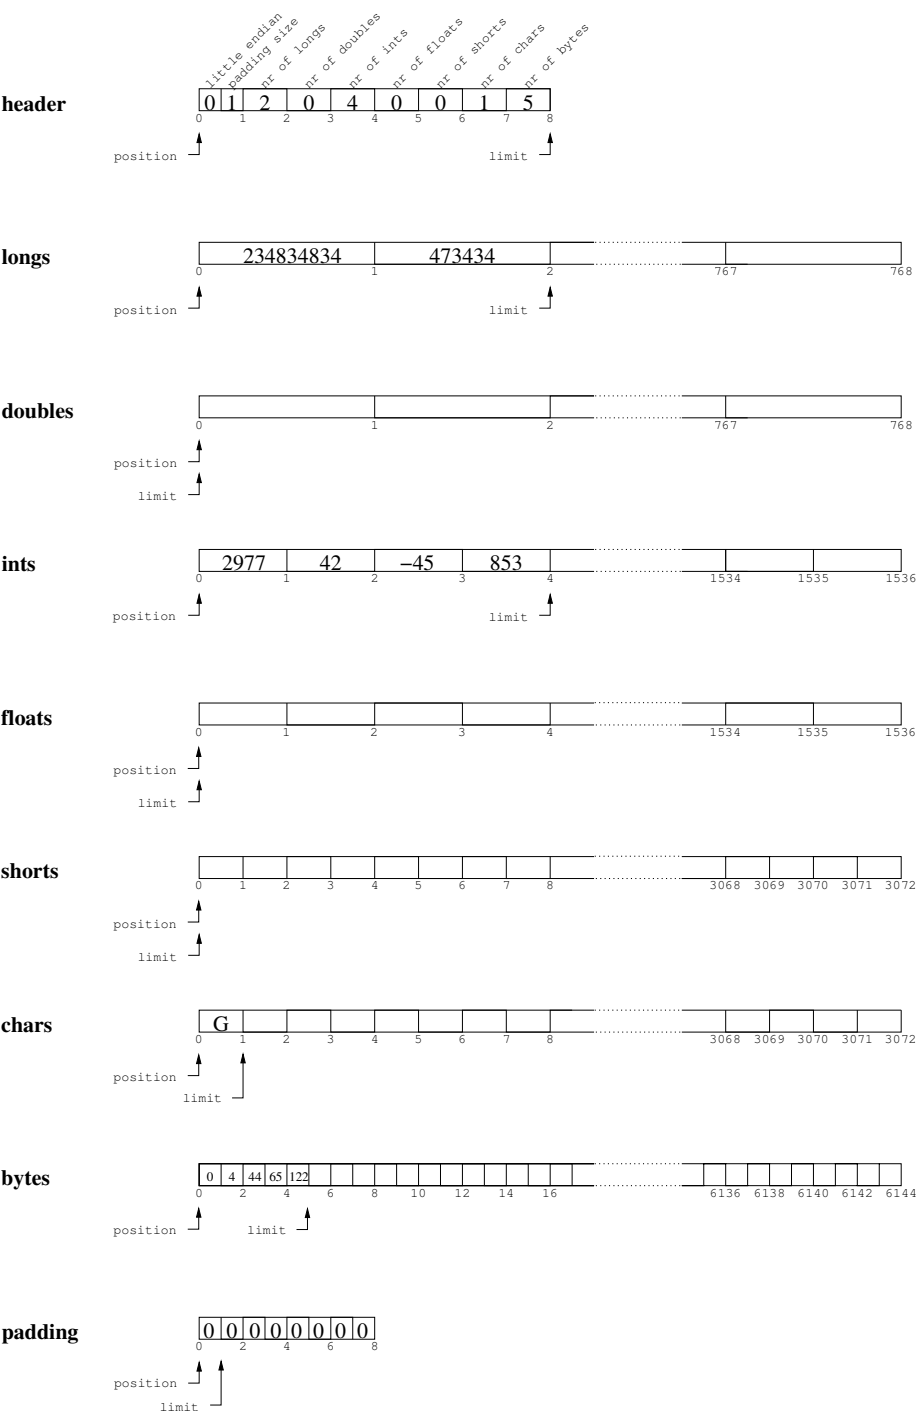 little endian
padding size
nr of longs
nr of doubles
nr of ints
nr of floats
nr of shorts
nr of chars
nr of bytes
header 0 1 2 0 4 0 0 1 5
0 1 2 3 4 5 6 7 8
position limit
longs 234834834 473434
0 1 2 767 768
position limit
doubles
0 1 2 767 768
position
limit
ints 2977 42 −45 853
0 1 2 3 4 1534 1535 1536
position limit
floats
0 1 2 3 4 1534 1535 1536
position
limit
shorts
0 1 2 3 4 5 6 7 8 3068 3069 3070 3071 3072
position
limit
chars G
0 1 2 3 4 5 6 7 8 3068 3069 3070 3071 3072
position
limit
bytes 0 4 44 65 122
0 2 4 6 8 10 12 14 16 6136 6138 6140 6142 6144
position limit
padding 0 0 0 0 0 0 0 0
0 2 4 6 8
position
limit